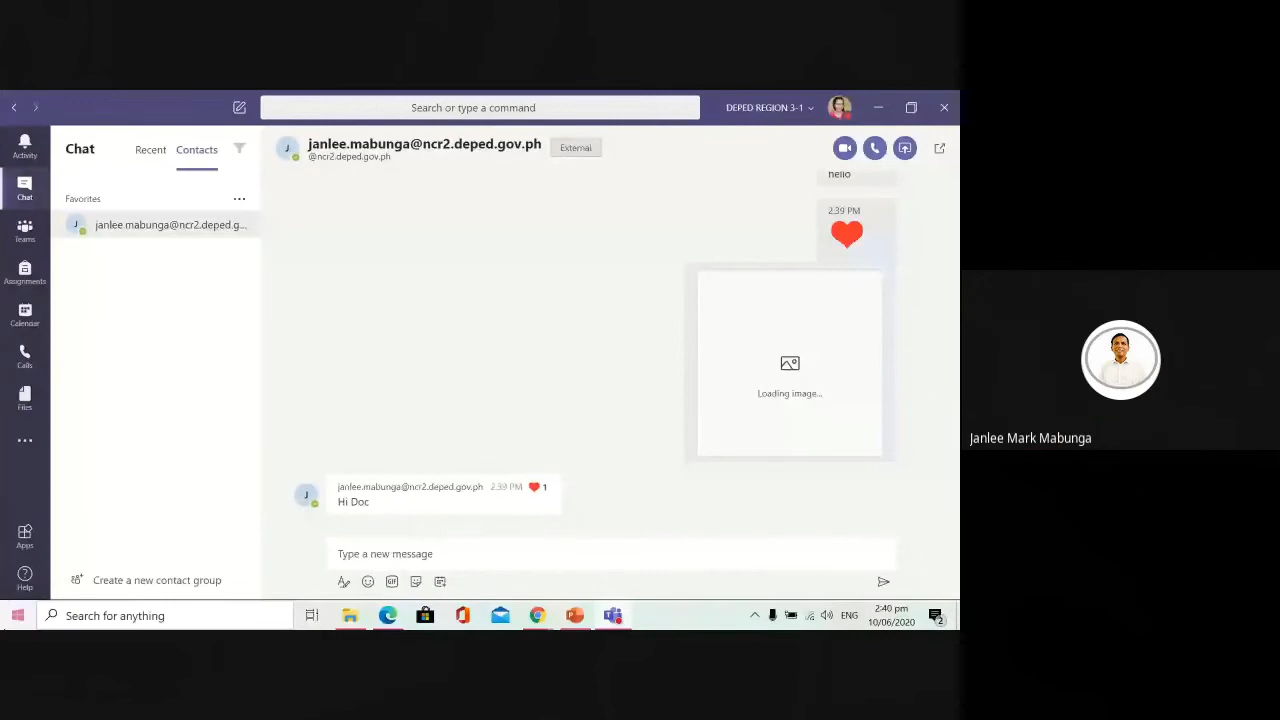 Search or type a command
DEPED REGION 3-1
Activity
Chat
Teams
Assignments
Calendar
Calls
Files
Apps
Help
Chat
Recent
Contacts
Favorites
janlee.mabunga@ncr2.deped.g...
Create a new contact group
J
janlee.mabunga@ncr2.deped.gov.ph
@ncr2.deped.gov.ph
External
hello
2:39 PM
Loading image...
janlee.mabunga@ncr2.deped.gov.ph 2:39 PM 1
J
Hi Doc
Type a new message
GIF
Search for anything
ENG
2:40 pm
10/06/2020
2
Janlee Mark Mabunga